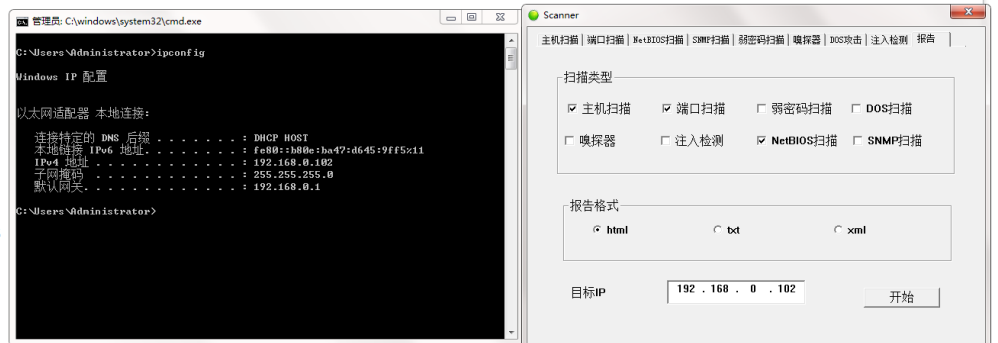 管理员: C:\windows\system32\cmd.exe
C:\Users\Administrator>ipconfig
Windows IP 配置
以太网适配器 本地连接:
连接特定的 DNS 后缀 . . . . . . . : DHCP HOST
本地链接 IPv6 地址. . . . . . . . : fe80::b80e:ba47:d645:9ff5%11
IPv4 地址 . . . . . . . . . . . . : 192.168.0.102
子网掩码 . . . . . . . . . . . . : 255.255.255.0
默认网关. . . . . . . . . . . . . : 192.168.0.1
C:\Users\Administrator>
Scanner
主机扫描 端口扫描 NetBIOS扫描 SNMP扫描 弱密码扫描 嗅探器 DOS攻击 注入检测 报告
扫描类型
主机扫描 端口扫描 弱密码扫描 DOS扫描
嗅探器 注入检测 NetBIOS扫描 SNMP扫描
报告格式
html txt xml
目标IP 192 . 168 . 0 . 102 开始